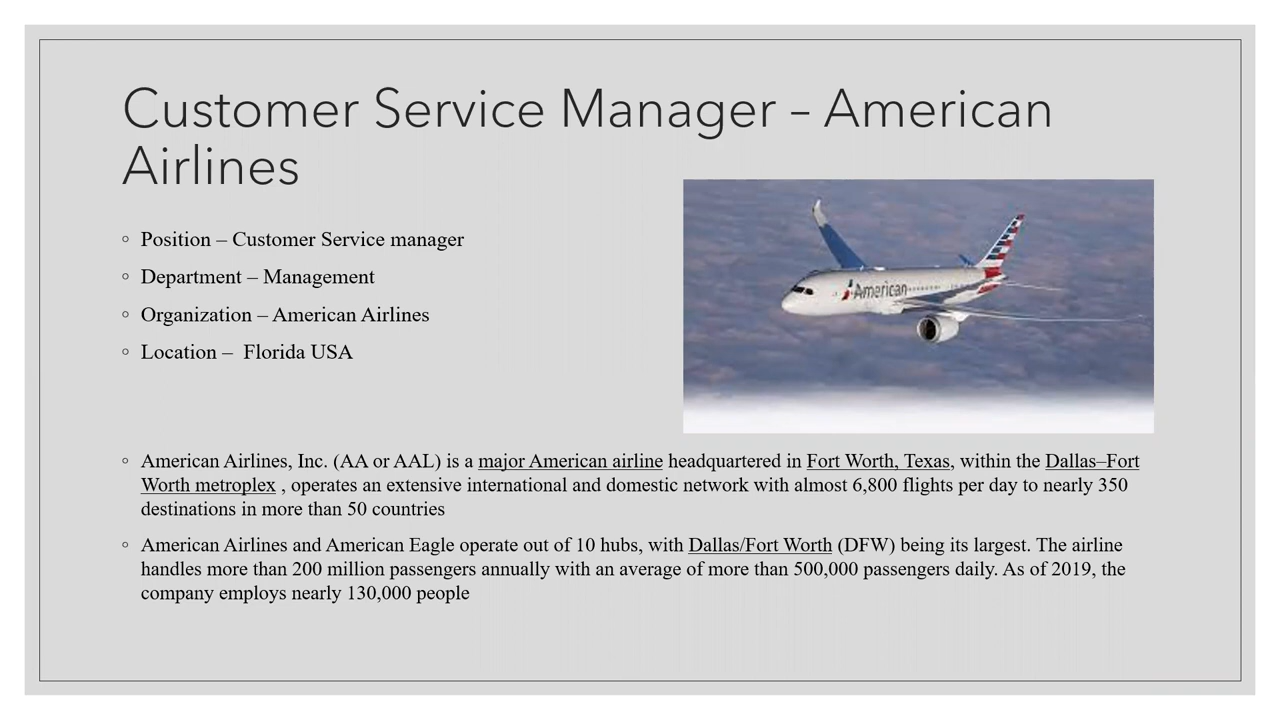 Customer Service Manager – American
Airlines
◦ Position – Customer Service manager
◦ Department – Management
◦ Organization – American Airlines
◦ Location –  Florida USA
American
◦ American Airlines, Inc. (AA or AAL) is a major American airline headquartered in Fort Worth, Texas, within the Dallas–Fort
Worth metroplex , operates an extensive international and domestic network with almost 6,800 flights per day to nearly 350
destinations in more than 50 countries
◦ American Airlines and American Eagle operate out of 10 hubs, with Dallas/Fort Worth (DFW) being its largest. The airline
handles more than 200 million passengers annually with an average of more than 500,000 passengers daily. As of 2019, the
company employs nearly 130,000 people